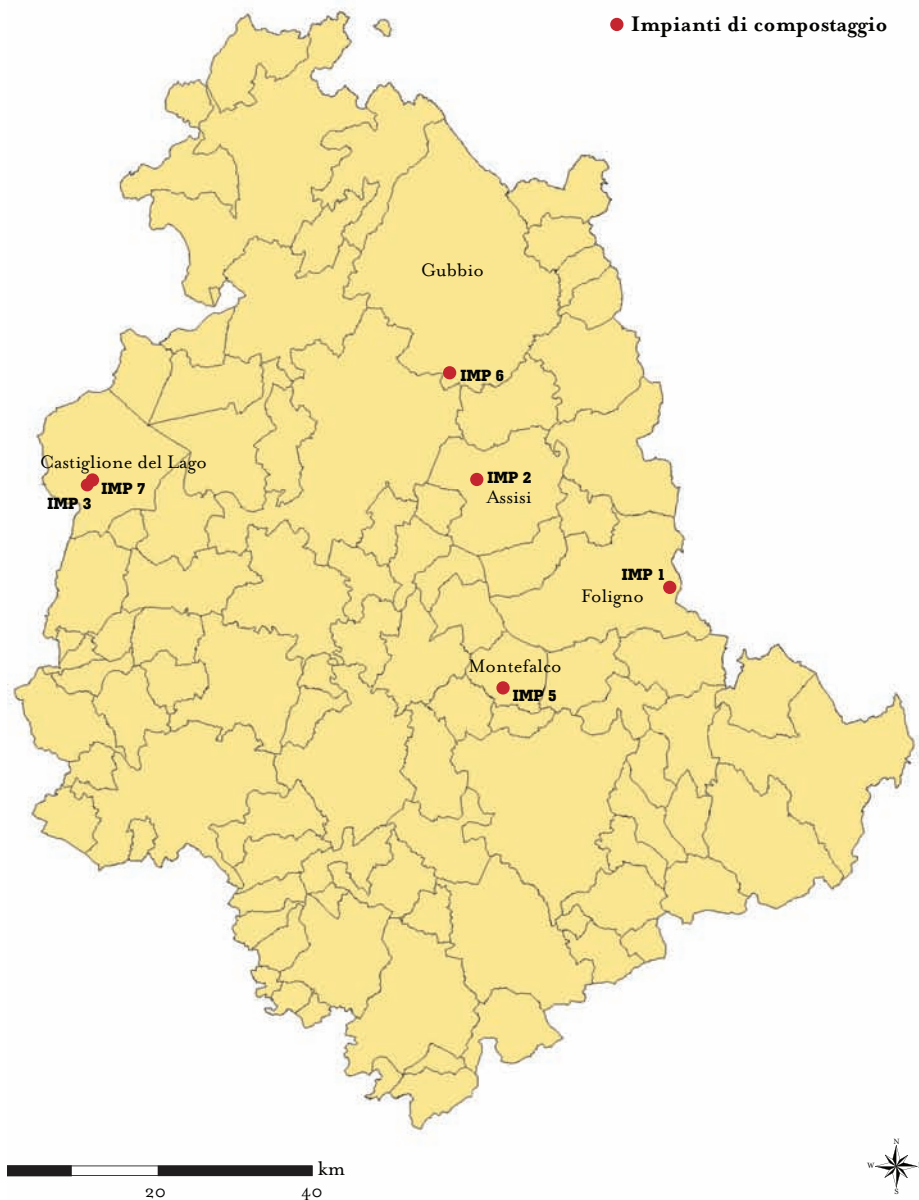 Impianti di compostaggio
Gubbio
IMP 6
Castiglione del Lago
IMP 7
IMP 3
IMP 2
Assisi
IMP 1
Foligno
Montefalco
IMP 5
km
20
40
N
W
S